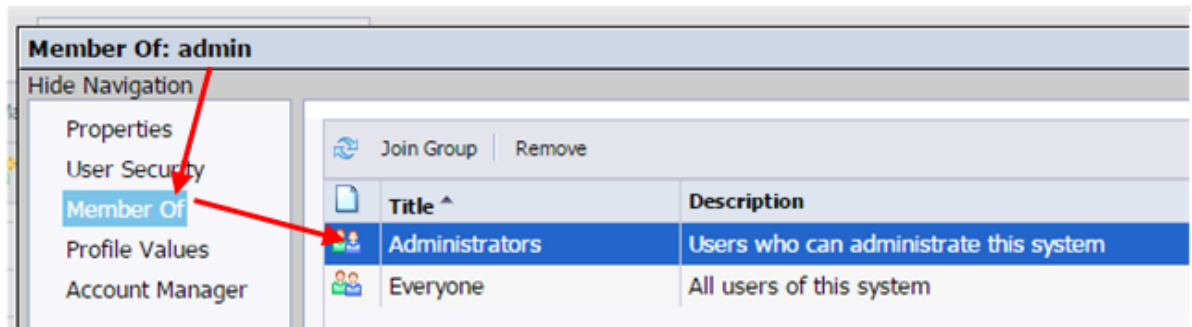 Member Of: admin
Hide Navigation
Properties
User Security
Member Of
Profile Values
Account Manager
Join Group Remove
Title Description
Administrators Users who can administrate this system
Everyone All users of this system